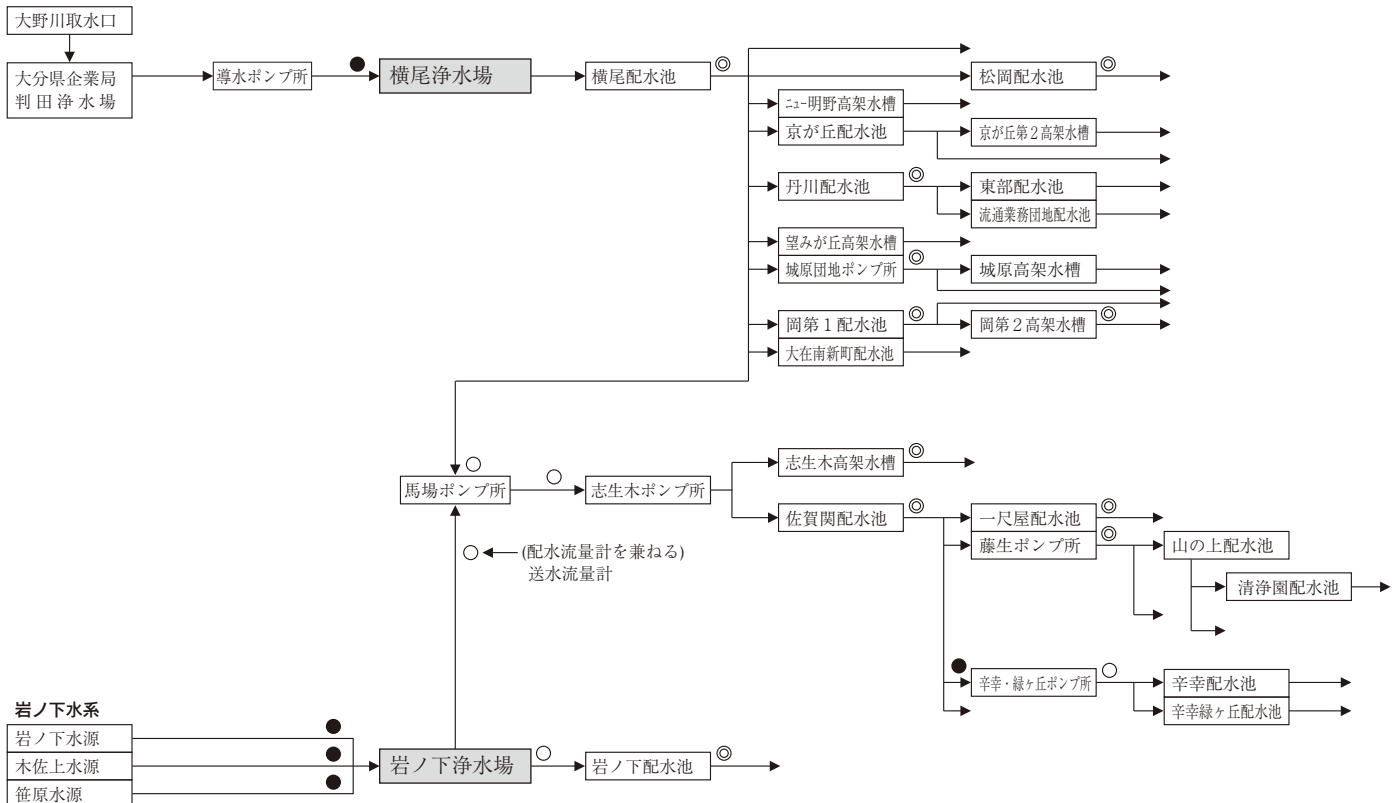 大野川取水口
大分県企業局
判田浄水場
導水ポンプ所
●
横尾浄水場
横尾配水池
◎
松岡配水池
◎
ニュー明野高架水槽
京が丘配水池
京が丘第2高架水槽
丹川配水池
◎
東部配水池
流通業務団地配水池
望みが丘高架水槽
城原団地ポンプ所
◎
城原高架水槽
岡第1配水池
◎
岡第2高架水槽
◎
大在南新町配水池
馬場ポンプ所
○
○
志生木ポンプ所
志生木高架水槽
◎
佐賀関配水池
◎
一尺屋配水池
◎
藤生ポンプ所
◎
山の上配水池
清浄園配水池
○
(配水流量計を兼ねる)
送水流量計
●
辛幸・緑ヶ丘ポンプ所
○
辛幸配水池
辛幸緑ヶ丘配水池
岩ノ下水系
岩ノ下水源
●
木佐上水源
●
笹原水源
●
岩ノ下浄水場
○
岩ノ下配水池
◎